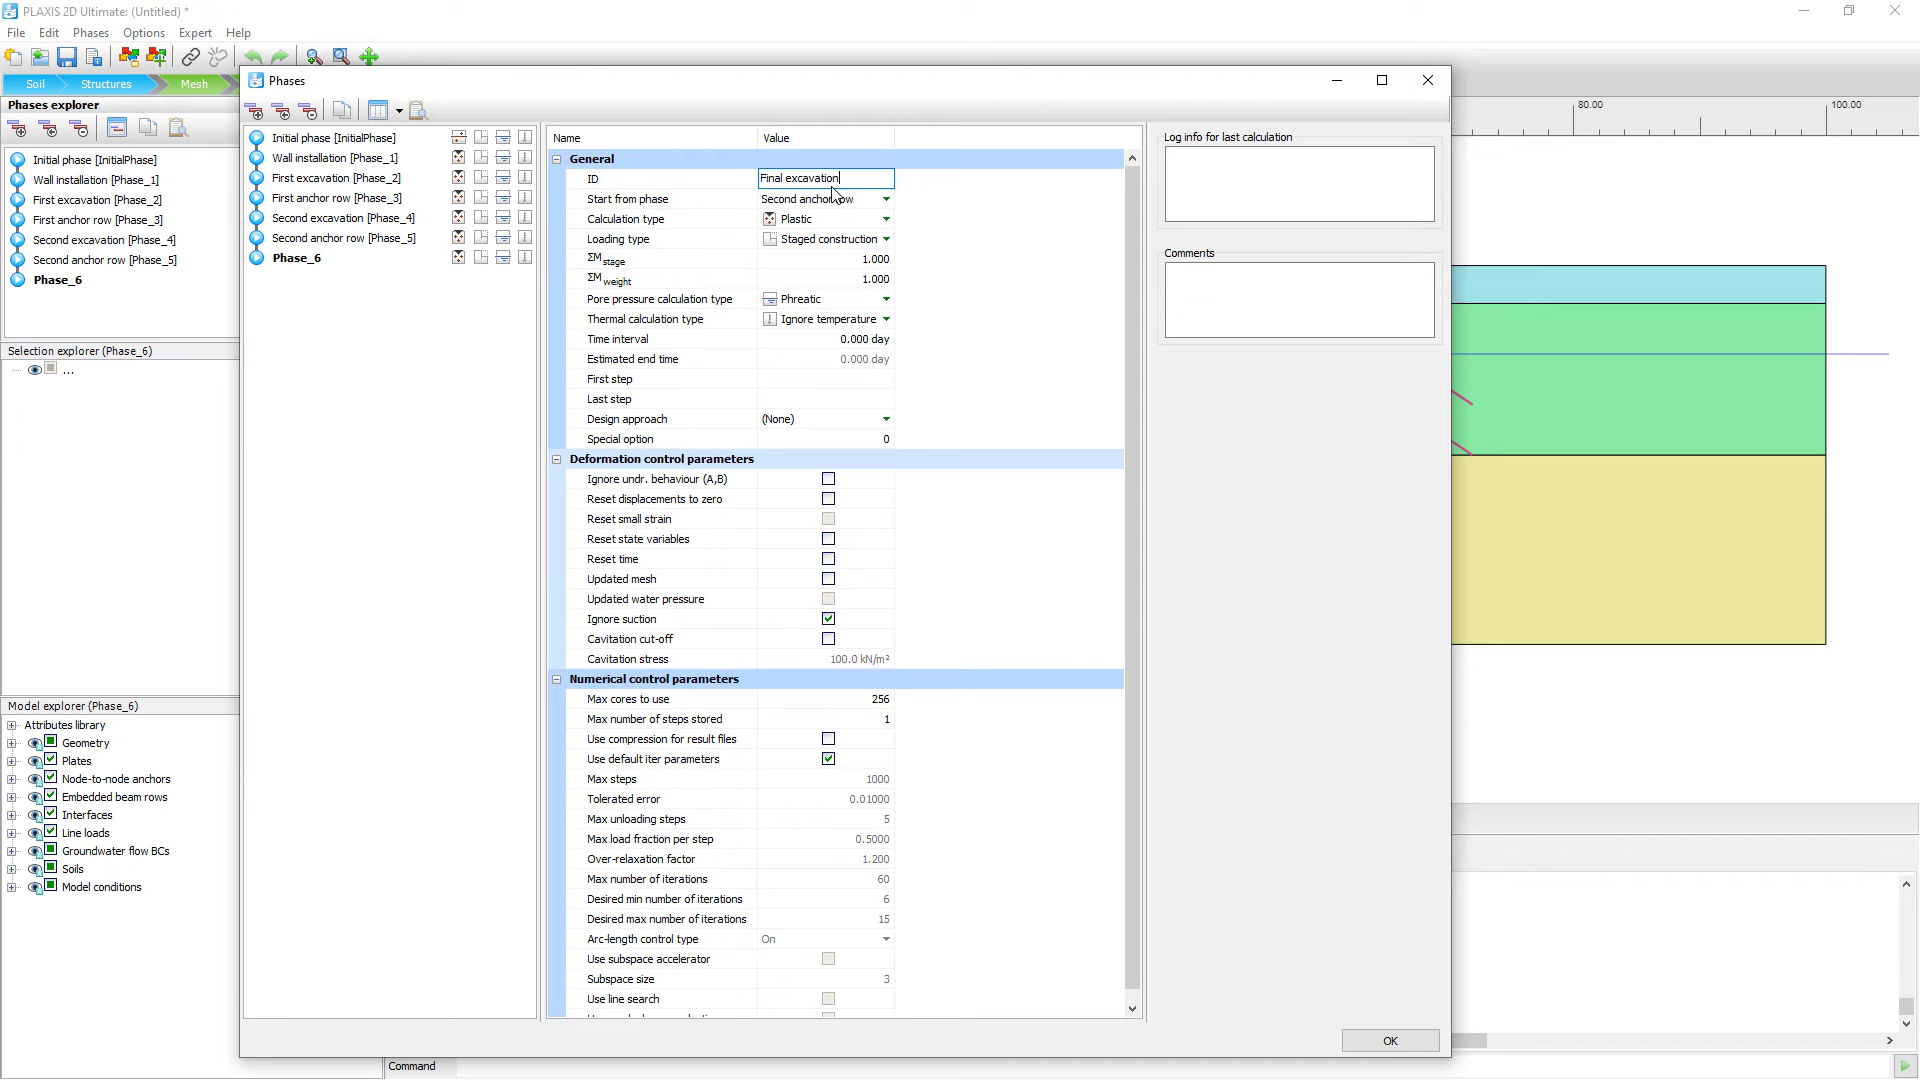 PLAXIS 2D Ultimate: (Untitled) *
File Edit Phases Options Expert Help
Soil Structures Mesh
Phases explorer
Initial phase [InitialPhase]
Wall installation [Phase_1]
First excavation [Phase_2]
First anchor row [Phase_3]
Second excavation [Phase_4]
Second anchor row [Phase_5]
Phase_6
Selection explorer (Phase_6)
...
Model explorer (Phase_6)
Attributes library
Geometry
Plates
Node-to-node anchors
Embedded beam rows
Interfaces
Line loads
Groundwater flow BCs
Soils
Model conditions
Phases
Initial phase [InitialPhase]
Wall installation [Phase_1]
First excavation [Phase_2]
First anchor row [Phase_3]
Second excavation [Phase_4]
Second anchor row [Phase_5]
Phase_6
Name Value
General
ID Final excavation
Start from phase Second anchor row
Calculation type Plastic
Loading type Staged construction
ΣM stage 1.000
ΣM weight 1.000
Pore pressure calculation type Phreatic
Thermal calculation type Ignore temperature
Time interval 0.000 day
Estimated end time 0.000 day
First step
Last step
Design approach (None)
Special option 0
Deformation control parameters
Ignore undr. behaviour (A,B)
Reset displacements to zero
Reset small strain
Reset state variables
Reset time
Updated mesh
Updated water pressure
Ignore suction
Cavitation cut-off
Cavitation stress 100.0 kN/m²
Numerical control parameters
Max cores to use 256
Max number of steps stored 1
Use compression for result files
Use default iter parameters
Max steps 1000
Tolerated error 0.01000
Max unloading steps 5
Max load fraction per step 0.5000
Over-relaxation factor 1.200
Max number of iterations 60
Desired min number of iterations 6
Desired max number of iterations 15
Arc-length control type On
Use subspace accelerator
Subspace size 3
Use line search
Log info for last calculation
Comments
OK
80.00 100.00
Command